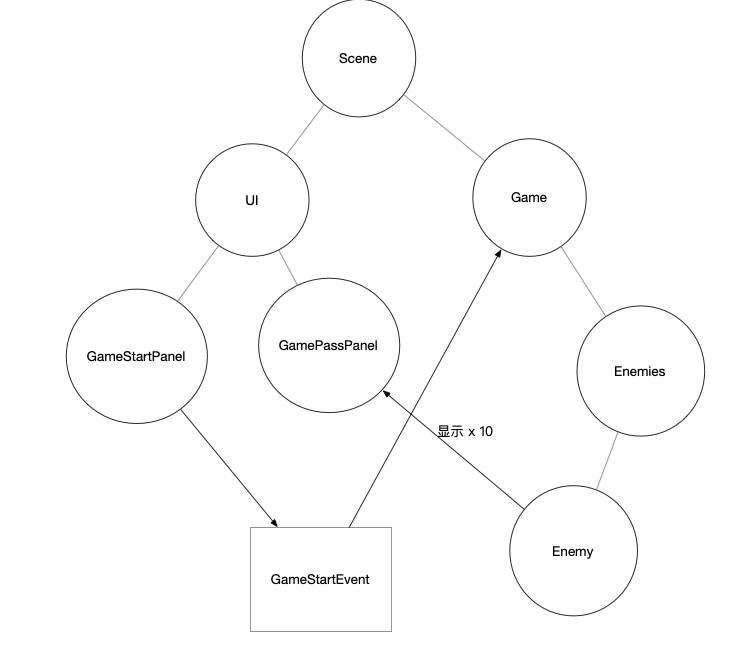 Scene
UI
Game
GameStartPanel
GamePassPanel
Enemies
显示 x 10
Enemy
GameStartEvent